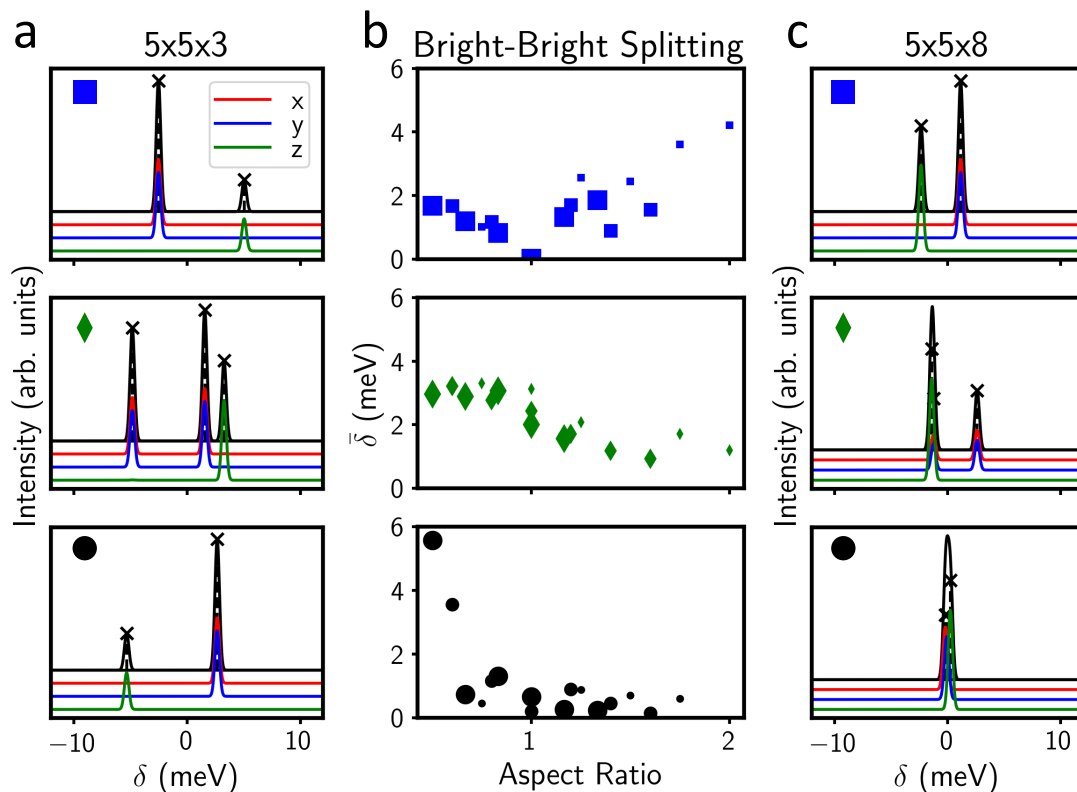 a
5x5x3
x
y
z
Intensity (arb. units)
−10
0
10
δ (meV)
b
Bright-Bright Splitting
6
4
2
0
6
4
2
0
6
4
2
0
δ̄ (meV)
1
2
Aspect Ratio
c
5x5x8
Intensity (arb. units)
−10
0
10
δ (meV)